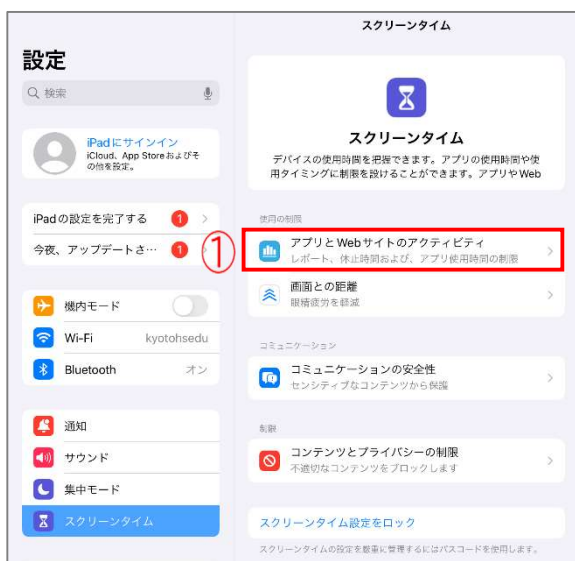 スクリーンタイム
設定
検索
iPadにサインイン
iCloud、App Storeおよびそ
の他を設定。
iPadの設定を完了する 1
今夜、アップデートさ… 1
機内モード
Wi-Fi kyotohsedu
Bluetooth オン
通知
サウンド
集中モード
スクリーンタイム
スクリーンタイム
デバイスの使用時間を把握できます。アプリの使用時間や使
用タイミングに制限を設けることができます。アプリやWeb
使用の制限
①
アプリとWebサイトのアクティビティ
レポート、休止時間および、アプリ使用時間の制限
画面との距離
眼精疲労を軽減
コミュニケーション
コミュニケーションの安全性
センシティブなコンテンツから保護
制限
コンテンツとプライバシーの制限
不適切なコンテンツをブロックします
スクリーンタイム設定をロック
スクリーンタイムの設定を厳重に管理するにはパスコードを使用します。